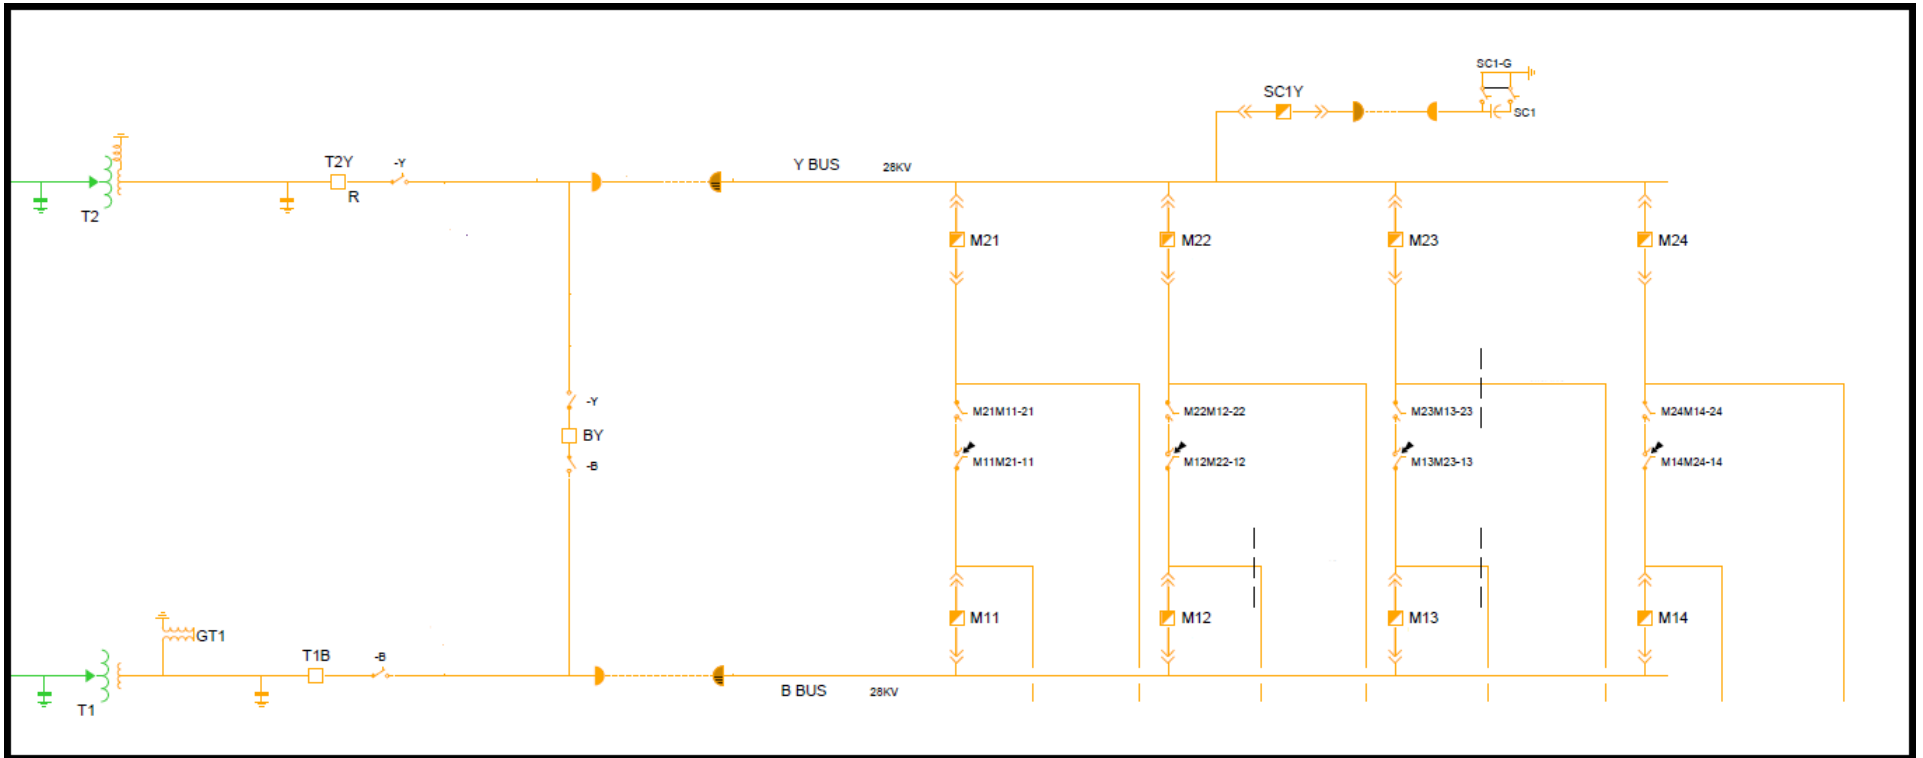 SC1-G
SC1Y
SC1
T2Y
-Y
Y BUS 28KV
R
T2
M21
M22
M23
M24
-Y
M21M11-21
M22M12-22
M23M13-23
M24M14-24
BY
-B
M11M21-11
M12M22-12
M13M23-13
M14M24-14
M11
M12
M13
M14
GT1
T1B
-B
B BUS 28KV
T1